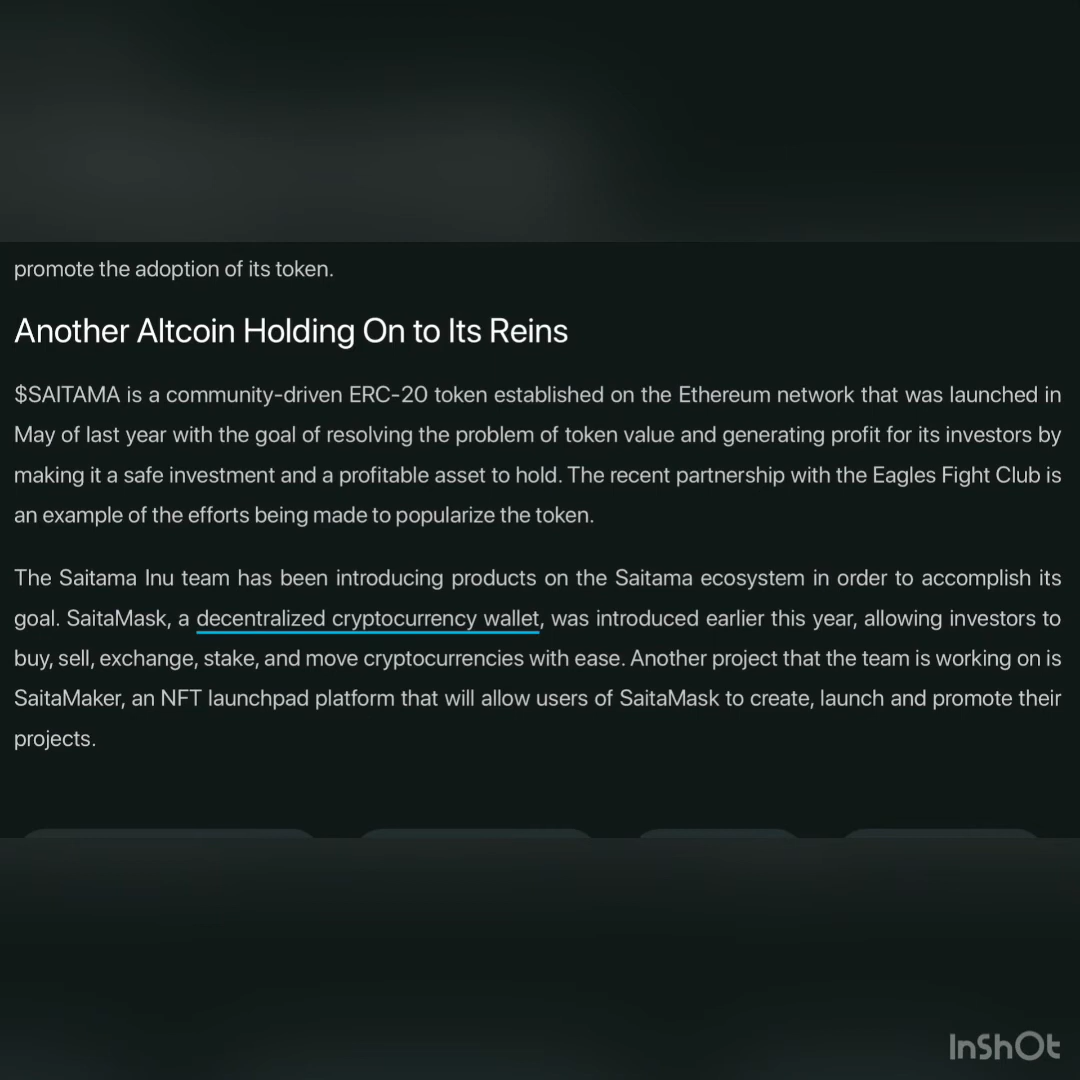 promote the adoption of its token.
Another Altcoin Holding On to Its Reins
$SAITAMA is a community-driven ERC-20 token established on the Ethereum network that was launched in
May of last year with the goal of resolving the problem of token value and generating profit for its investors by
making it a safe investment and a profitable asset to hold. The recent partnership with the Eagles Fight Club is
an example of the efforts being made to popularize the token.
The Saitama Inu team has been introducing products on the Saitama ecosystem in order to accomplish its
goal. SaitaMask, a decentralized cryptocurrency wallet, was introduced earlier this year, allowing investors to
buy, sell, exchange, stake, and move cryptocurrencies with ease. Another project that the team is working on is
SaitaMaker, an NFT launchpad platform that will allow users of SaitaMask to create, launch and promote their
projects.
InShOt